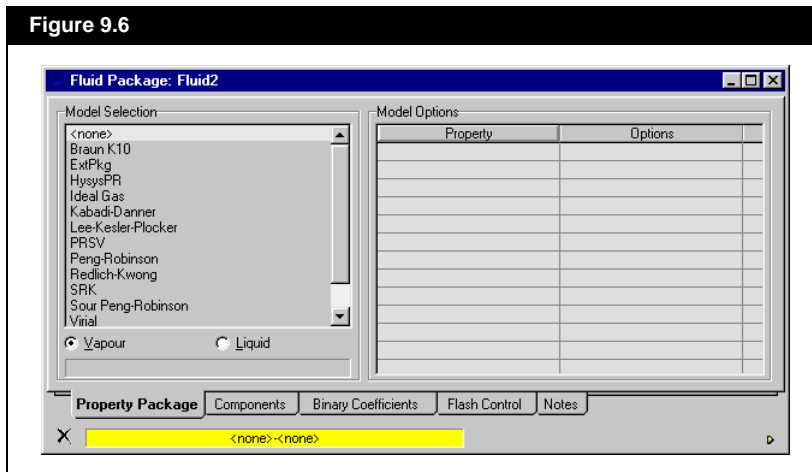 Figure 9.6
Fluid Package: Fluid2
Model Selection
<none>
Braun K10
ExtPkg
HysysPR
Ideal Gas
Kabadi-Danner
Lee-Kesler-Plocker
PRSV
Peng-Robinson
Redlich-Kwong
SRK
Sour Peng-Robinson
Virial
Vapour Liquid
Model Options
Property Options
Property Package Components Binary Coefficients Flash Control Notes
<none>-<none>